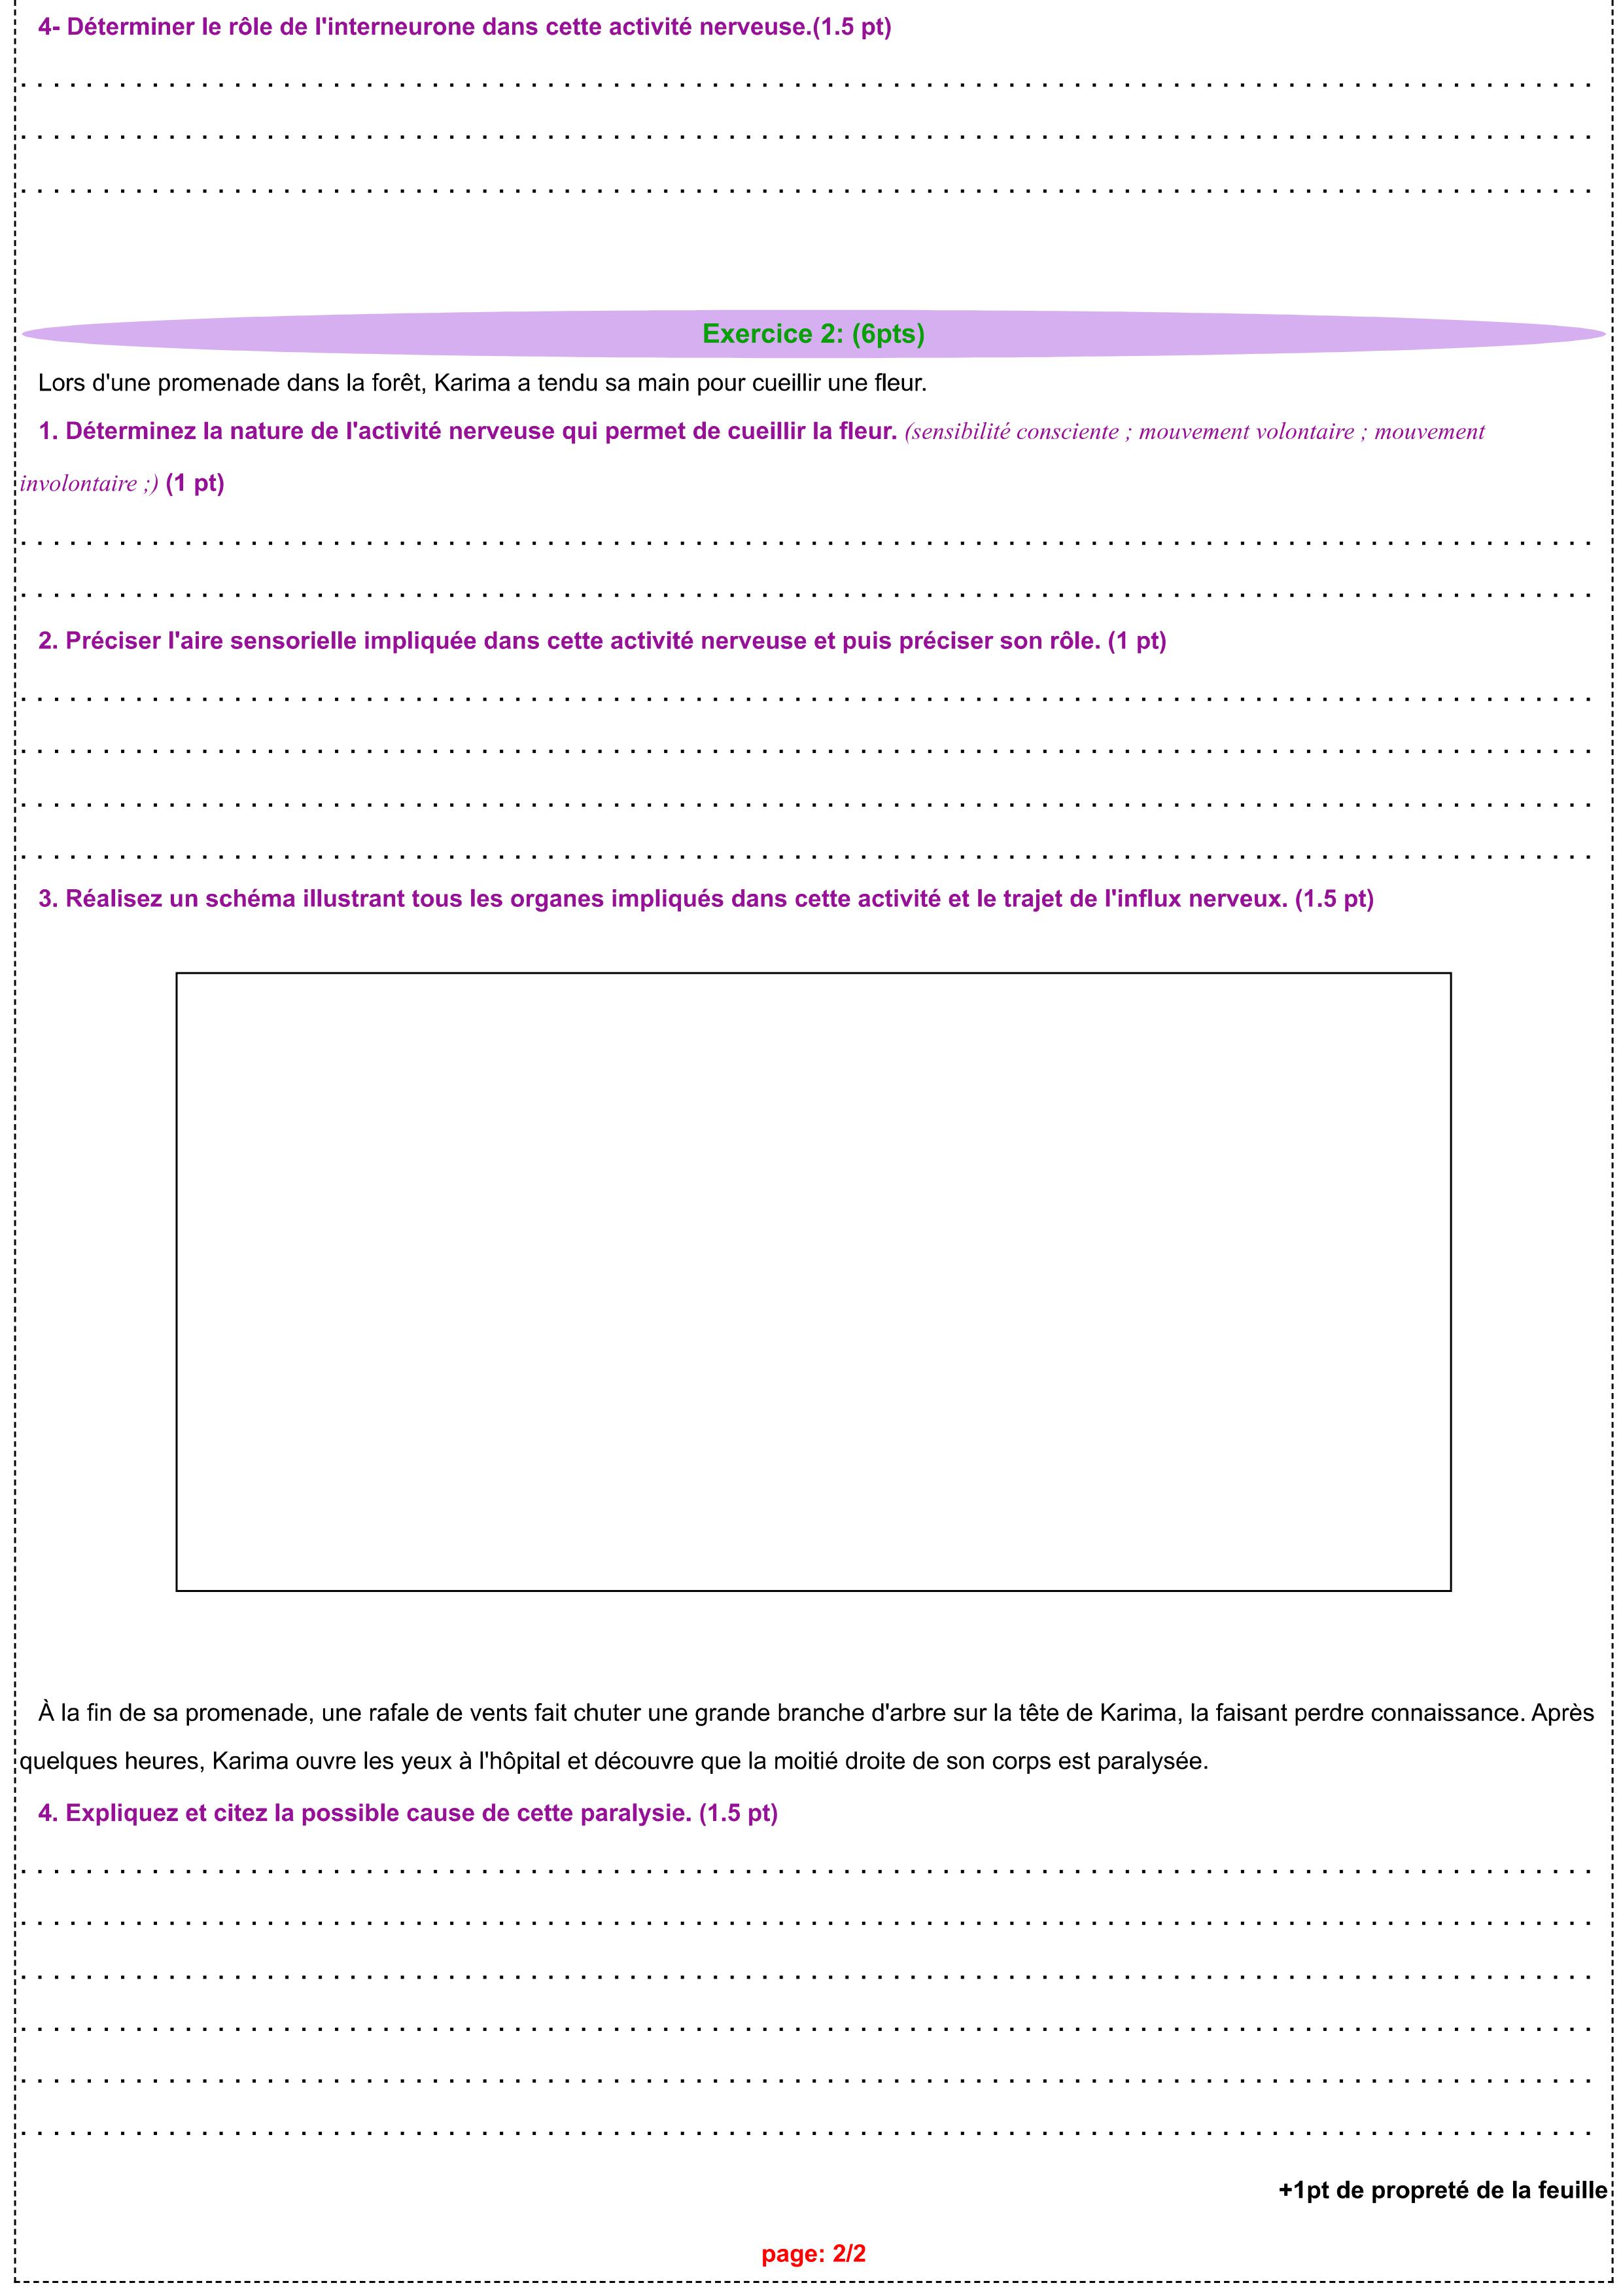 4- Déterminer le rôle de l'interneurone dans cette activité nerveuse.(1.5 pt)
Exercice 2: (6pts)
Lors d'une promenade dans la forêt, Karima a tendu sa main pour cueillir une fleur.
1. Déterminez la nature de l'activité nerveuse qui permet de cueillir la fleur. (sensibilité consciente ; mouvement volontaire ; mouvement
involontaire ;) (1 pt)
2. Préciser l'aire sensorielle impliquée dans cette activité nerveuse et puis préciser son rôle. (1 pt)
3. Réalisez un schéma illustrant tous les organes impliqués dans cette activité et le trajet de l'influx nerveux. (1.5 pt)
À la fin de sa promenade, une rafale de vents fait chuter une grande branche d'arbre sur la tête de Karima, la faisant perdre connaissance. Après
quelques heures, Karima ouvre les yeux à l'hôpital et découvre que la moitié droite de son corps est paralysée.
4. Expliquez et citez la possible cause de cette paralysie. (1.5 pt)
+1pt de propreté de la feuille
page: 2/2